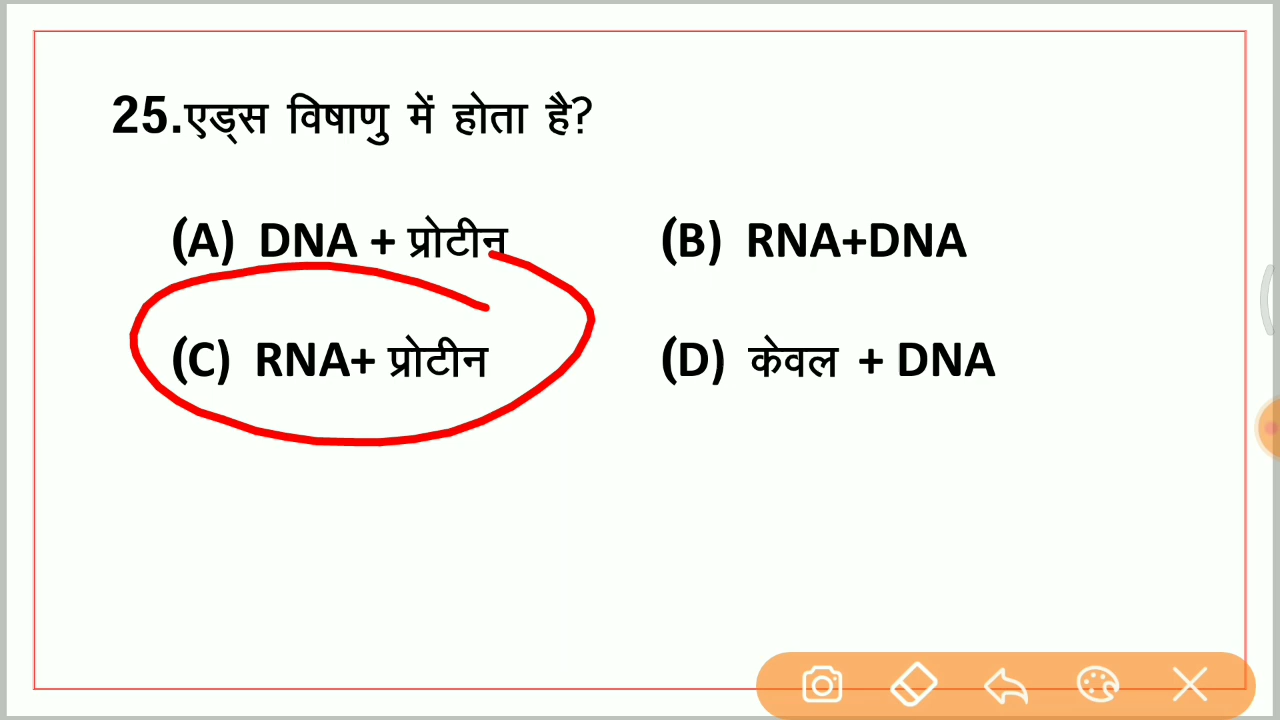 25.एड्स विषाणु में होता है?
(A) DNA + प्रोटीन (B) RNA+DNA
(C) RNA+ प्रोटीन (D) केवल + DNA